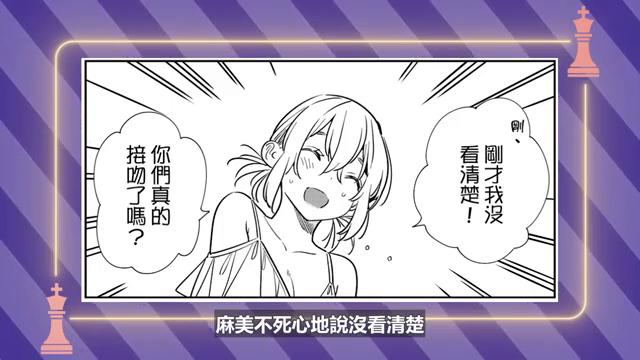 剛、
剛才我沒
看清楚！
你們真的
接吻了嗎？
麻美不死心地說沒看清楚